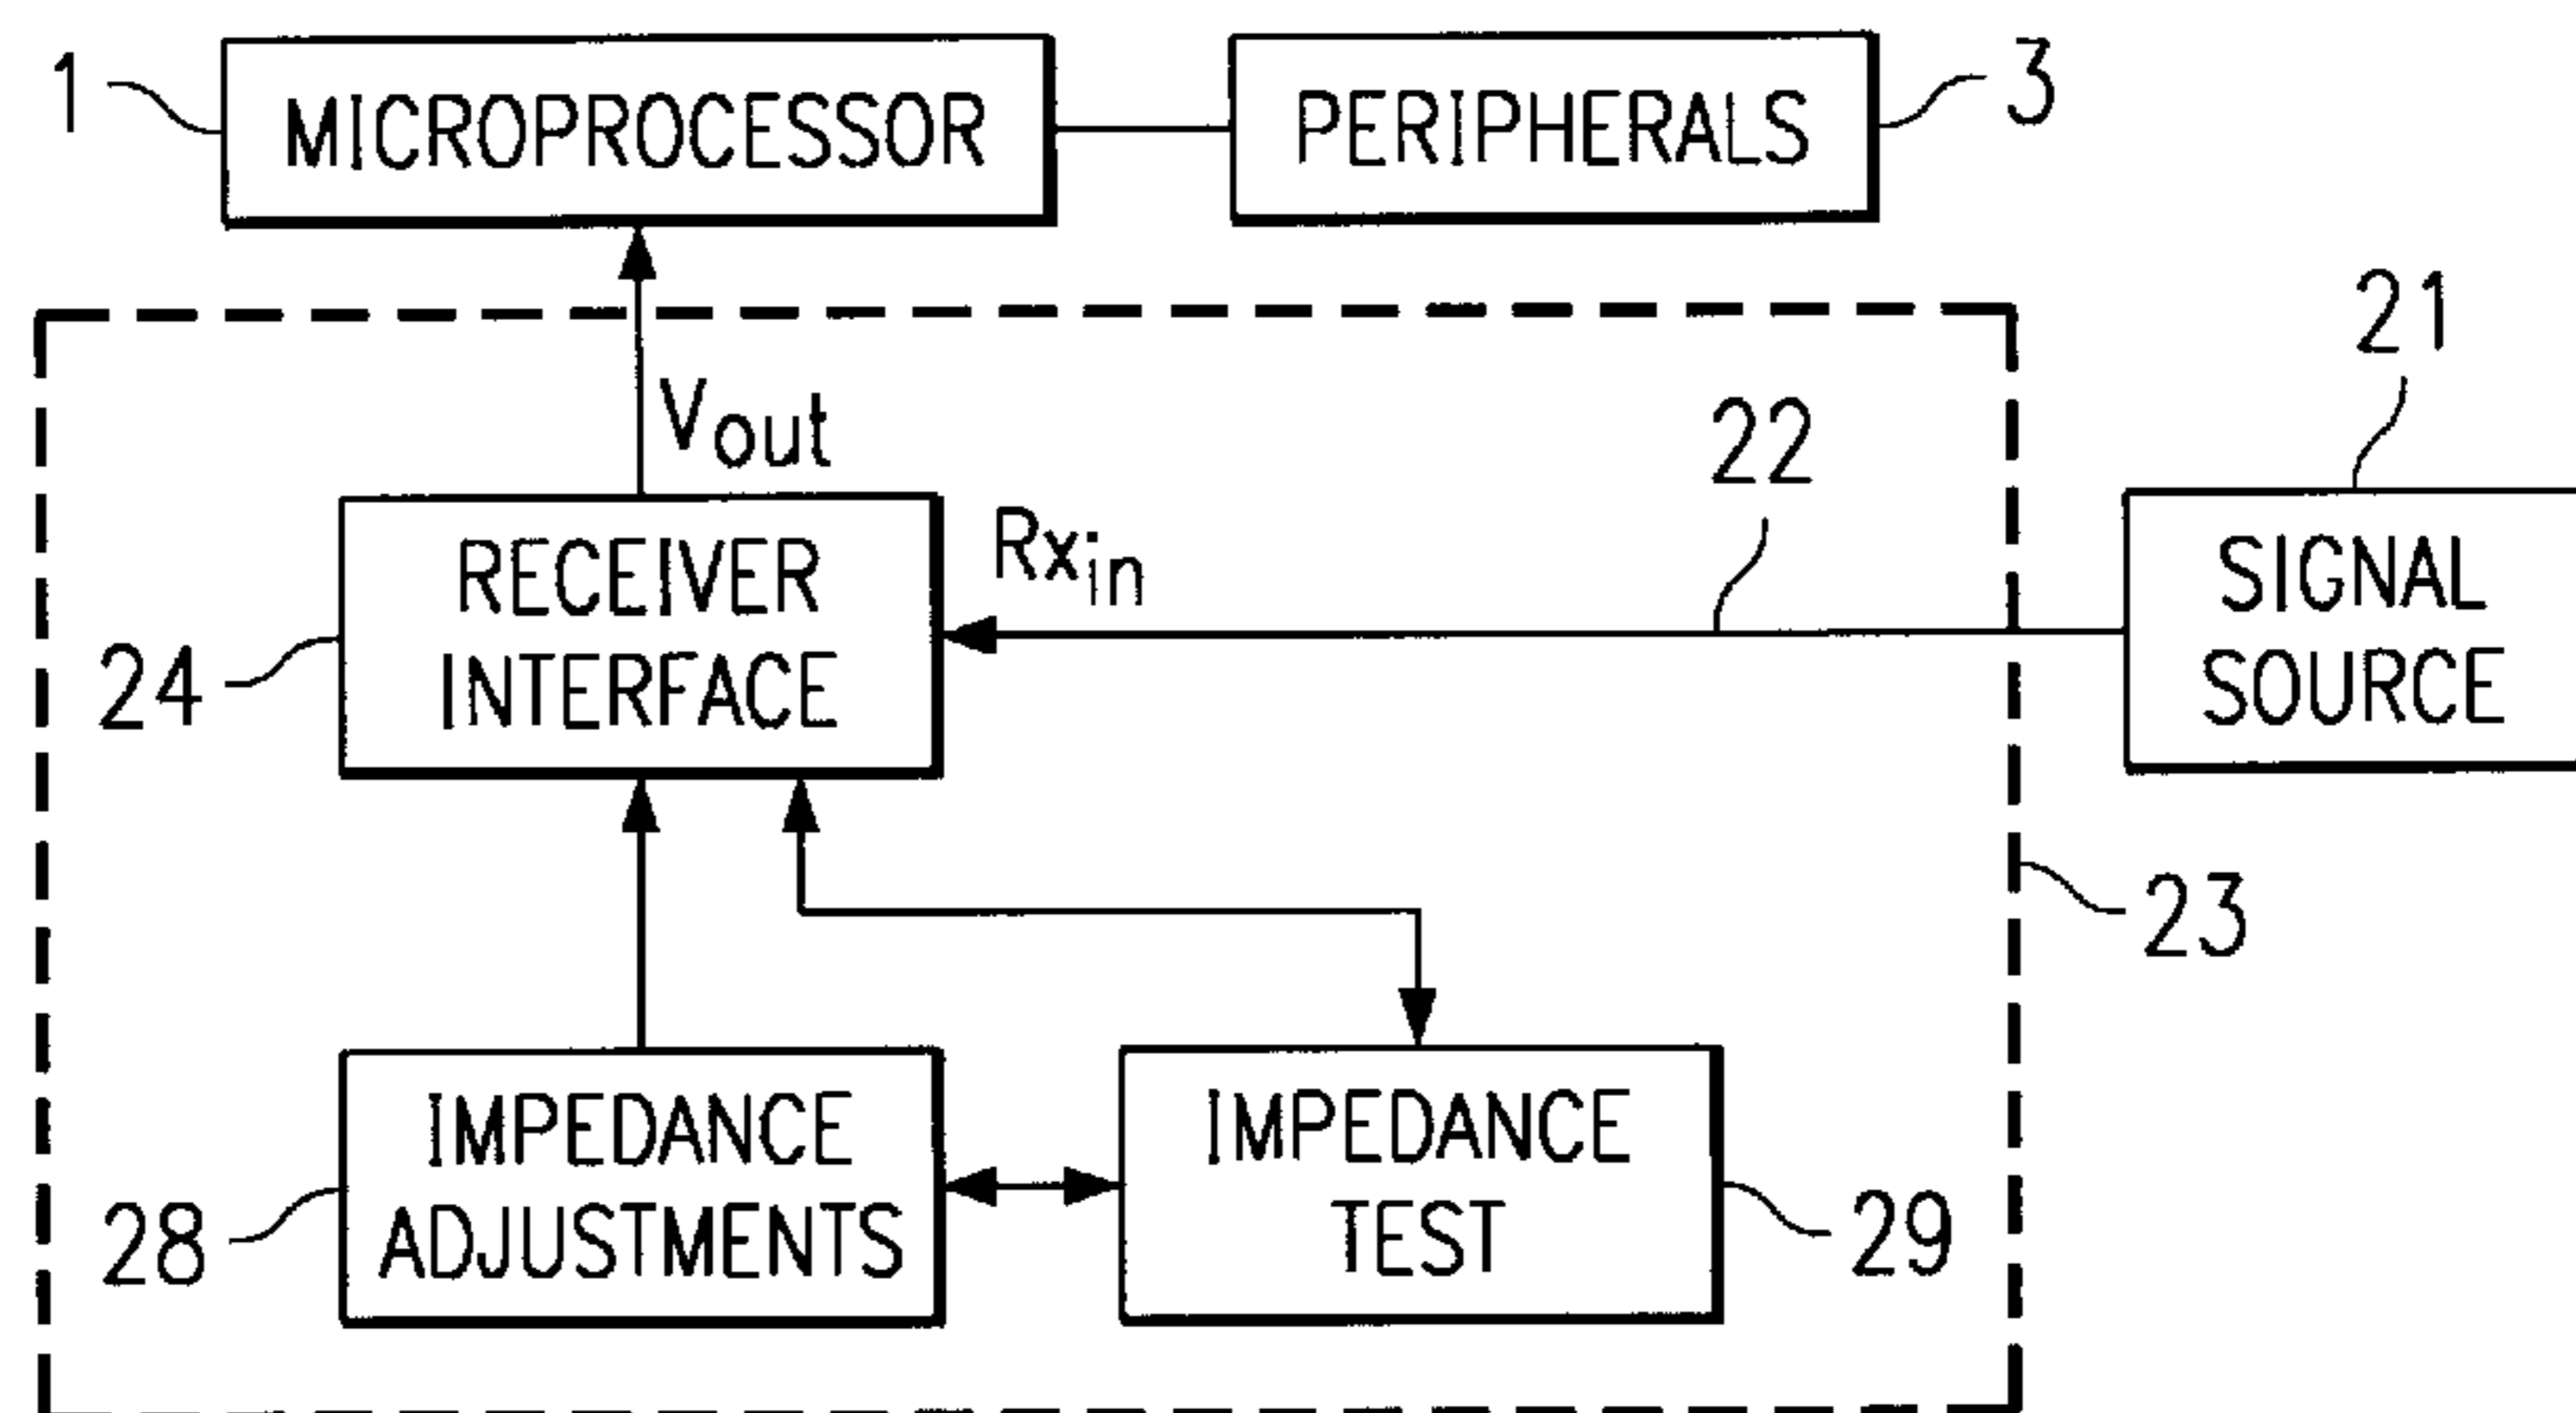 1
MICROPROCESSOR
PERIPHERALS
3
Vout
21
22
RECEIVER
INTERFACE
Rxin
SIGNAL
SOURCE
24
23
IMPEDANCE
ADJUSTMENTS
28
IMPEDANCE
TEST
29